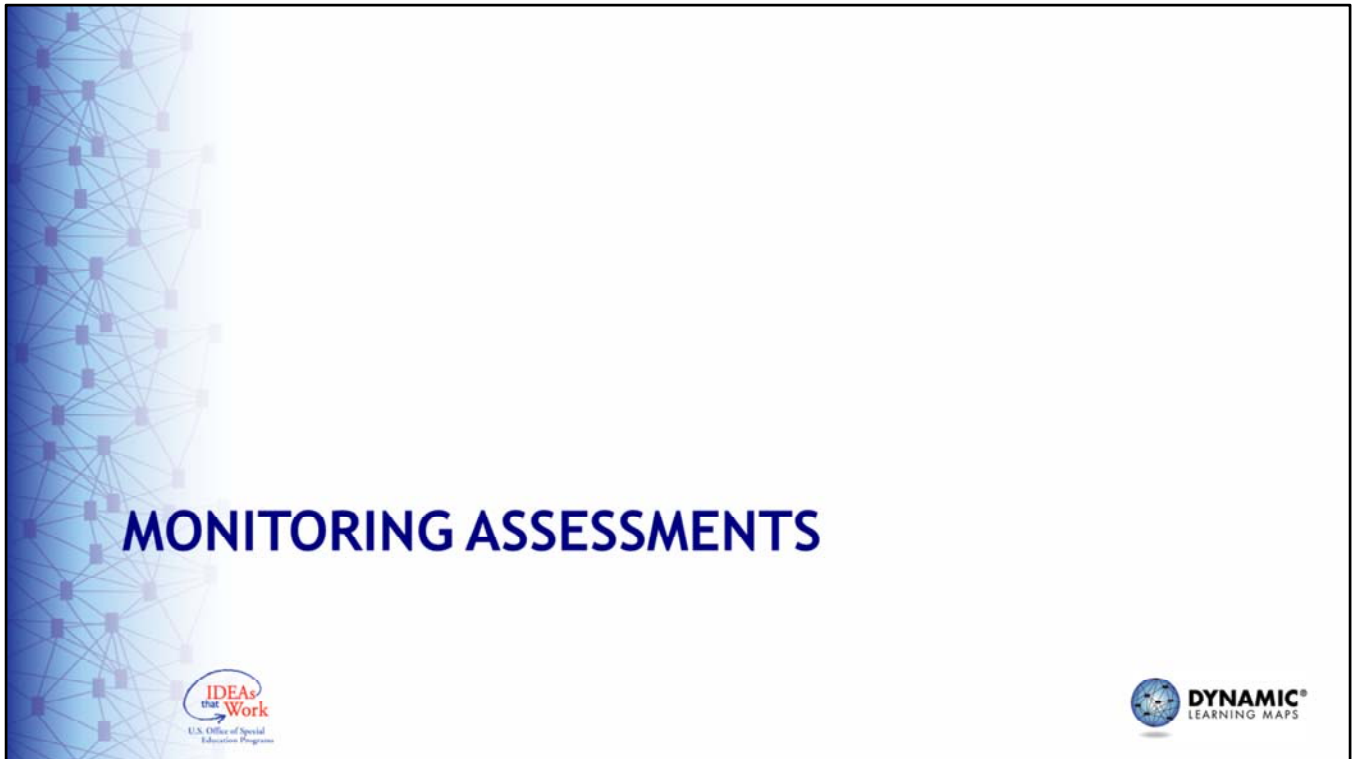 MONITORING ASSESSMENTS
IDEAs
that Work
U.S. Office of Special
Education Programs
DYNAMIC®
LEARNING MAPS